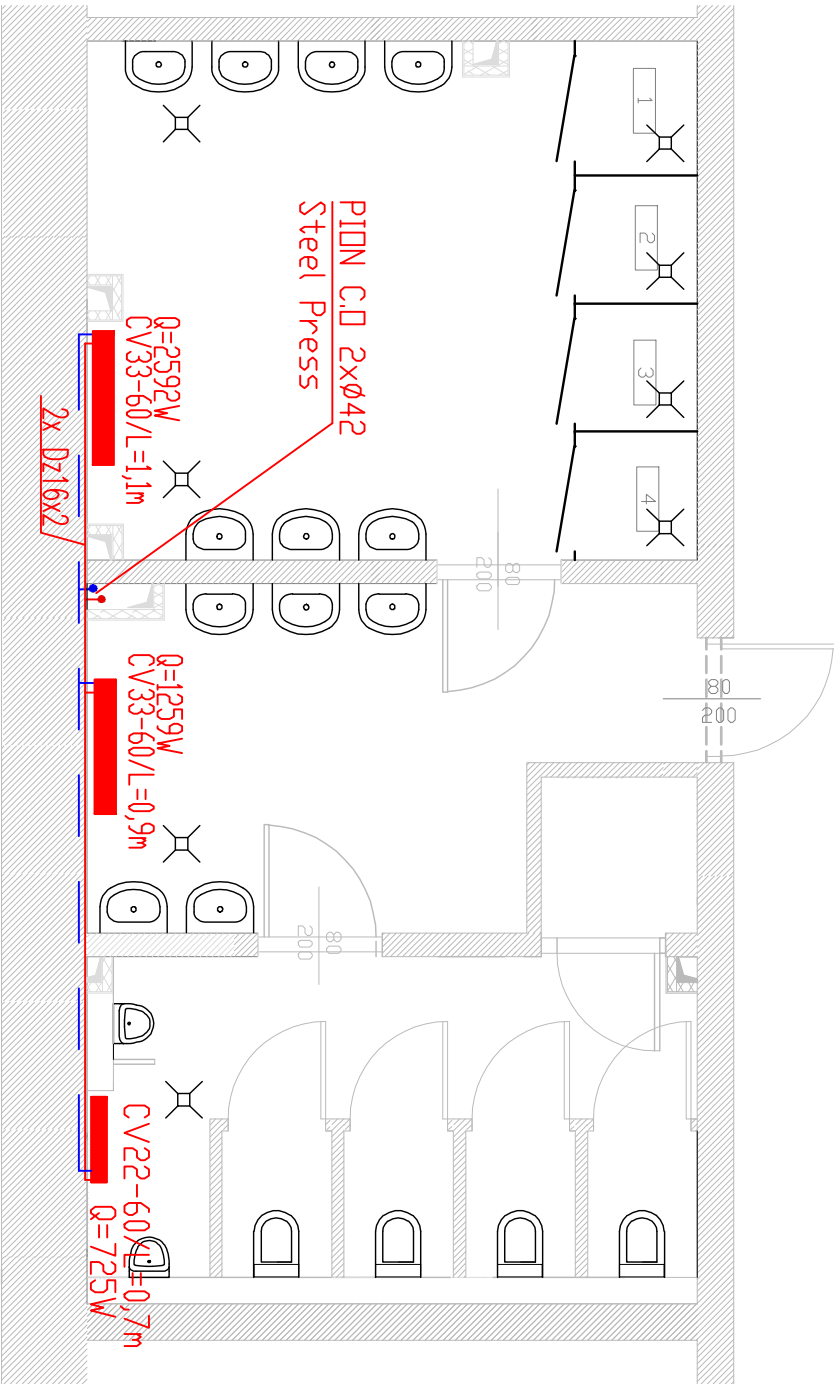 1
2
3
4
PION C.O 2xø42
Steel Press
Q=2592W
CV33-60/L=1,1m
2x Dz16x2
80
200
80
200
Q=1259W
CV33-60/L=0,9m
80
200
CV22-60/L=0,7m
Q=725W